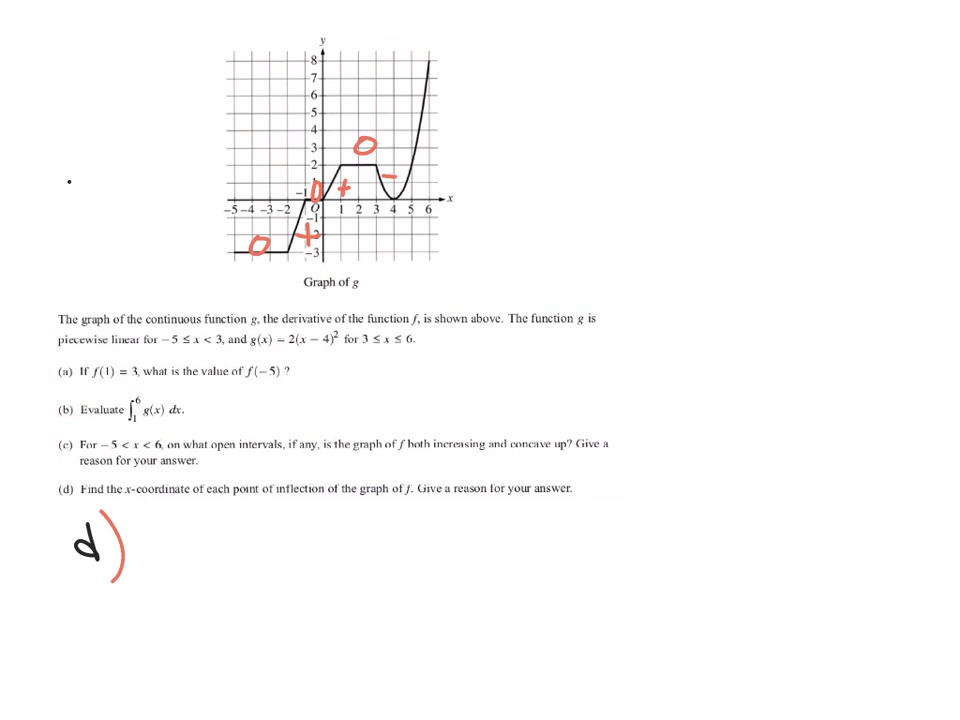 y
8
7
6
5
4
3
2
-1
-5 -4 -3 -2 O 1 2 3 4 5 6 x
-1
-3
0
-
0 +
+
0
Graph of g
The graph of the continuous function g, the derivative of the function f, is shown above. The function g is
piecewise linear for −5 ≤ x < 3, and g(x) = 2(x − 4)² for 3 ≤ x ≤ 6.
(a) If f(1) = 3, what is the value of f(−5) ?
(b) Evaluate ∫₁⁶ g(x) dx.
(c) For −5 < x < 6, on what open intervals, if any, is the graph of f both increasing and concave up? Give a
reason for your answer.
(d) Find the x-coordinate of each point of inflection of the graph of f. Give a reason for your answer.
d)